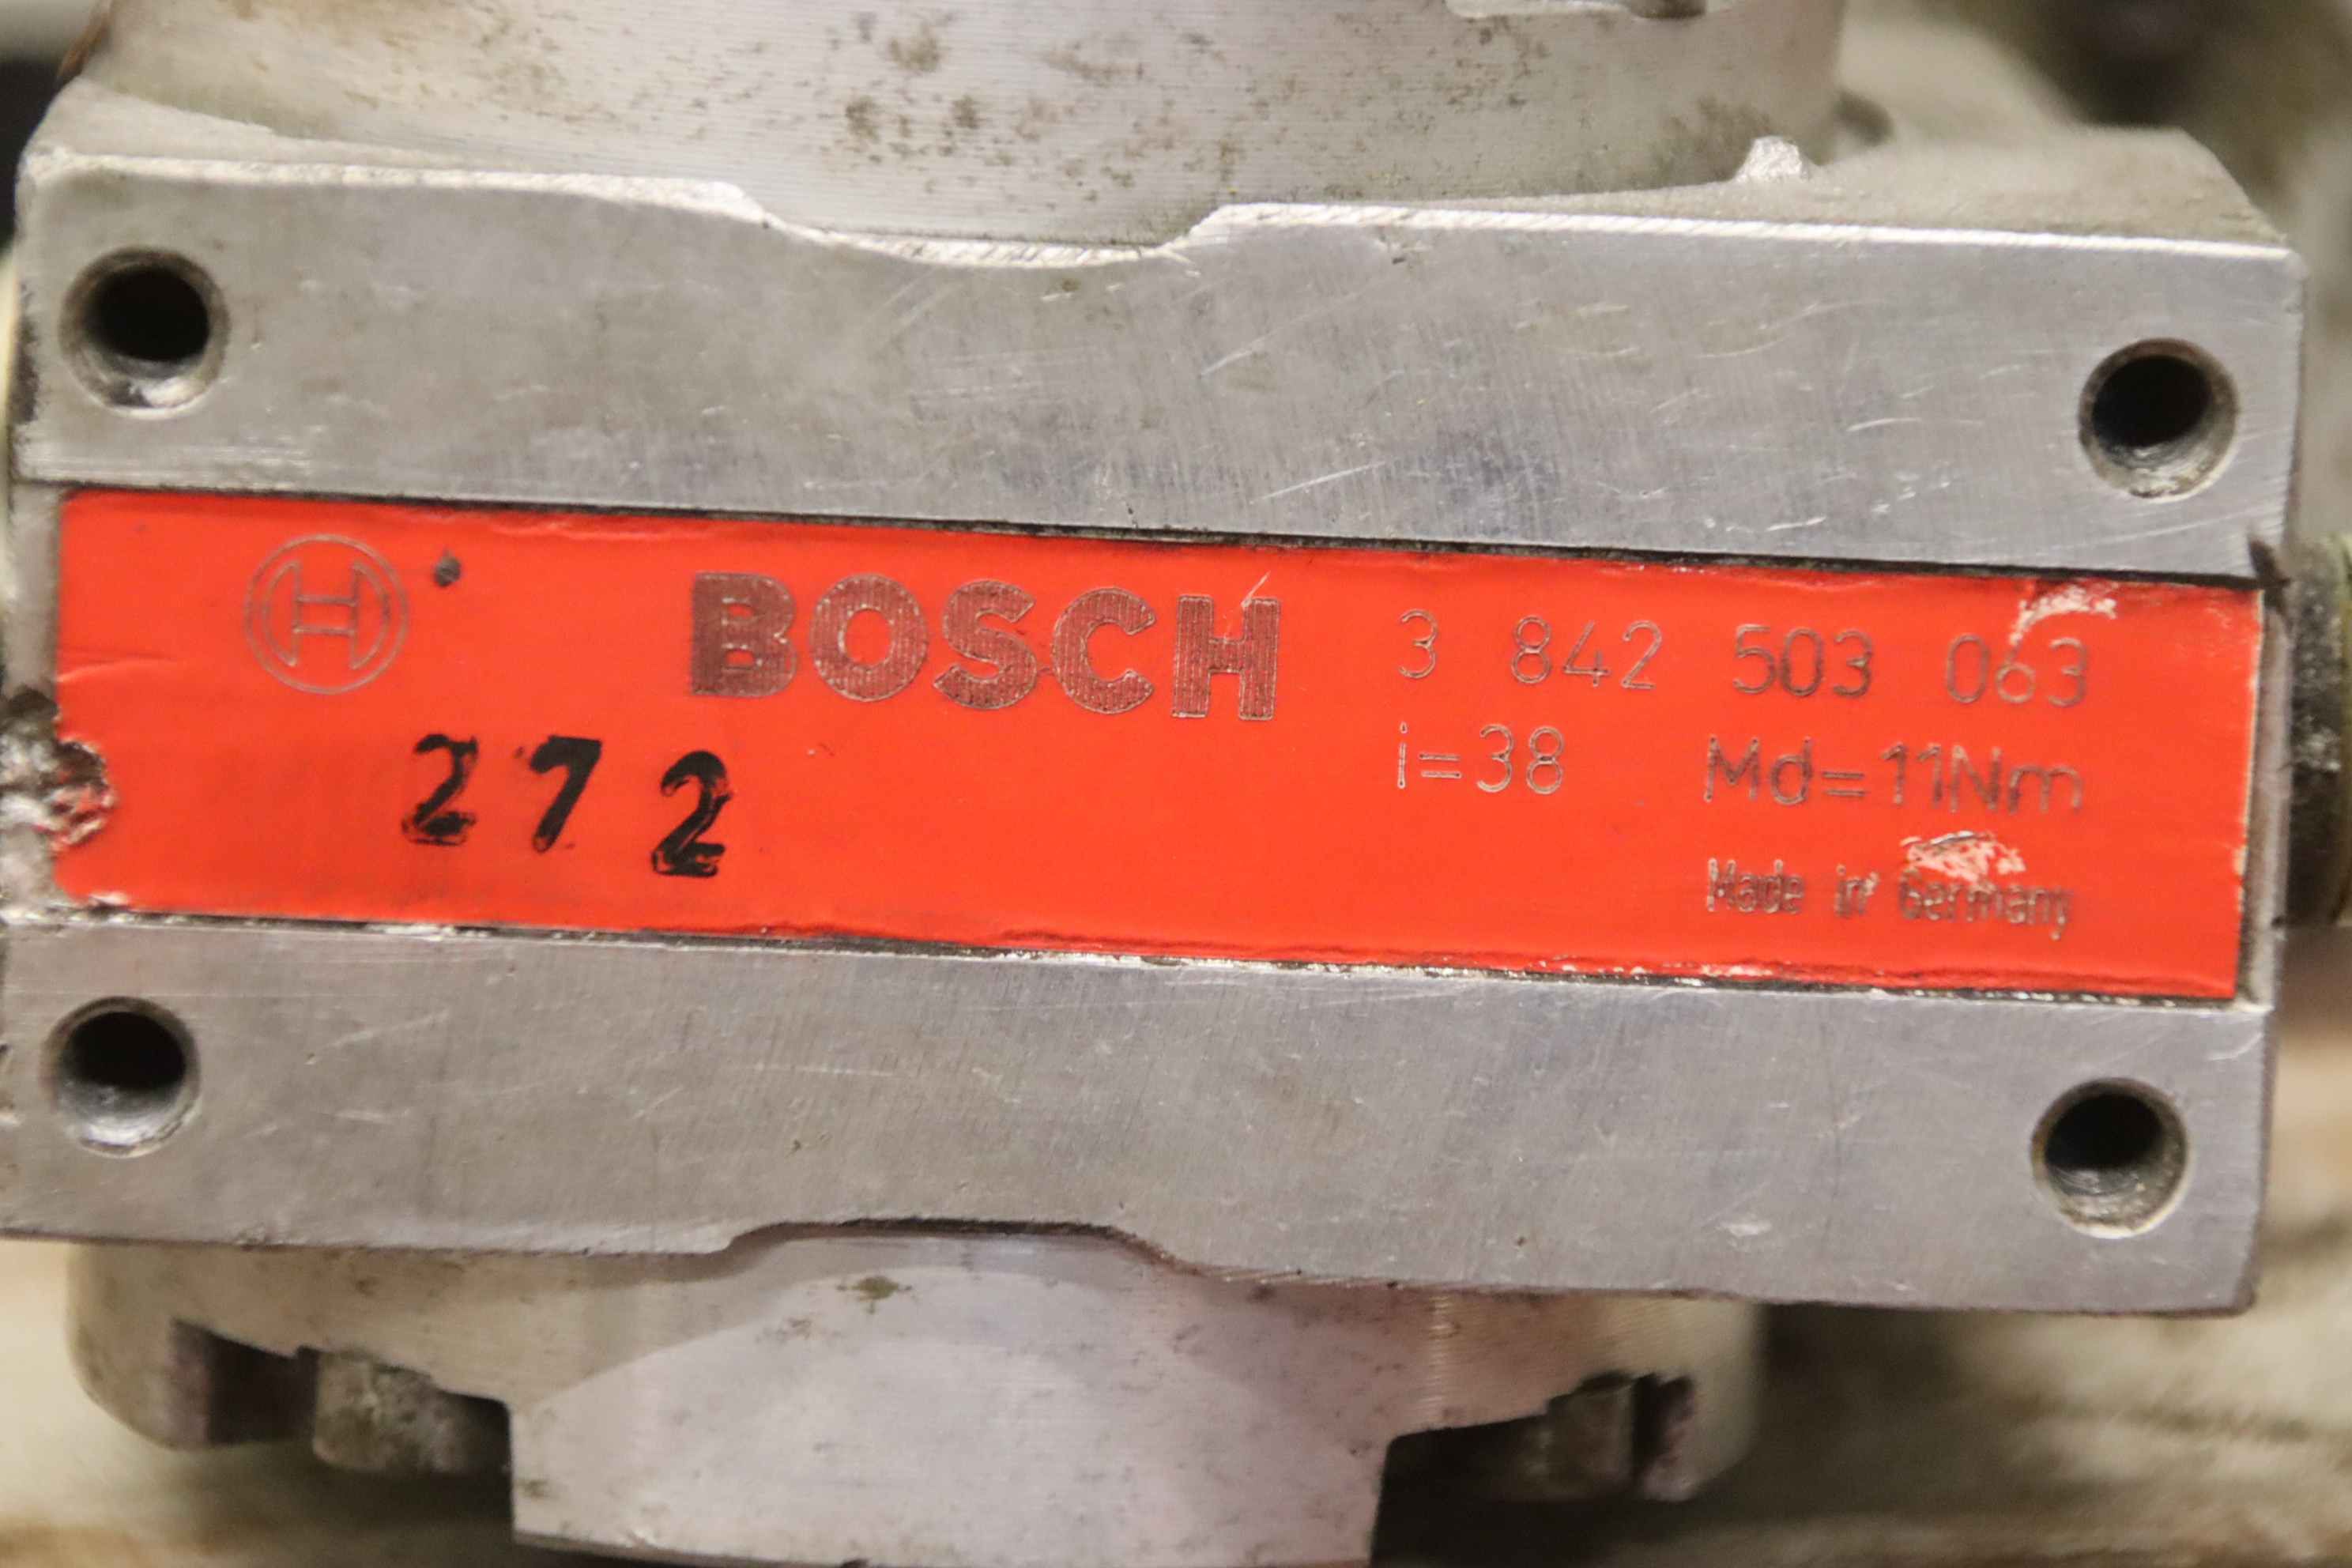 BOSCH 3 842 503 063
i=38 Md=11Nm
272
Made in Germany